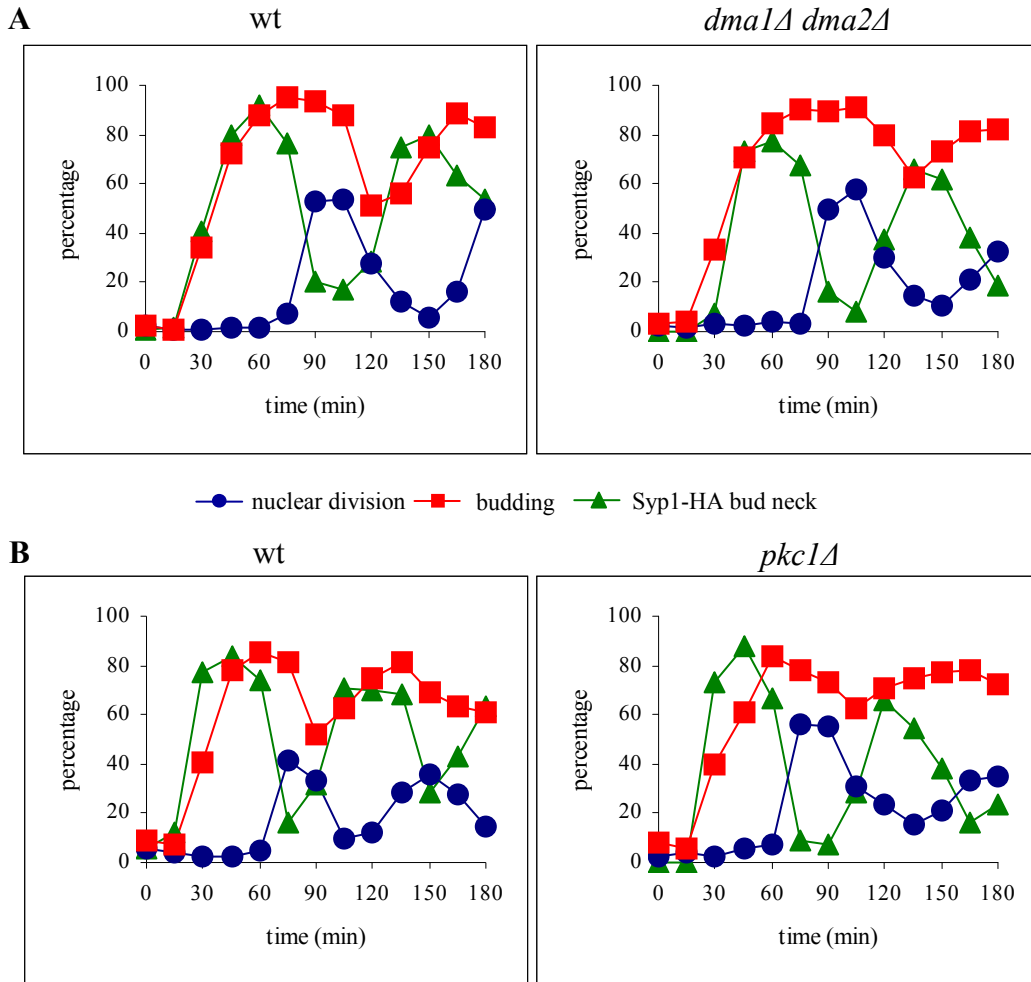 A
wt
dma1Δ dma2Δ
percentage
100
80
60
40
20
0
0 30 60 90 120 150 180
time (min)
percentage
100
80
60
40
20
0
0 30 60 90 120 150 180
time (min)
nuclear division budding Syp1-HA bud neck
B
wt
pkc1Δ
percentage
100
80
60
40
20
0
0 30 60 90 120 150 180
time (min)
percentage
100
80
60
40
20
0
0 30 60 90 120 150 180
time (min)